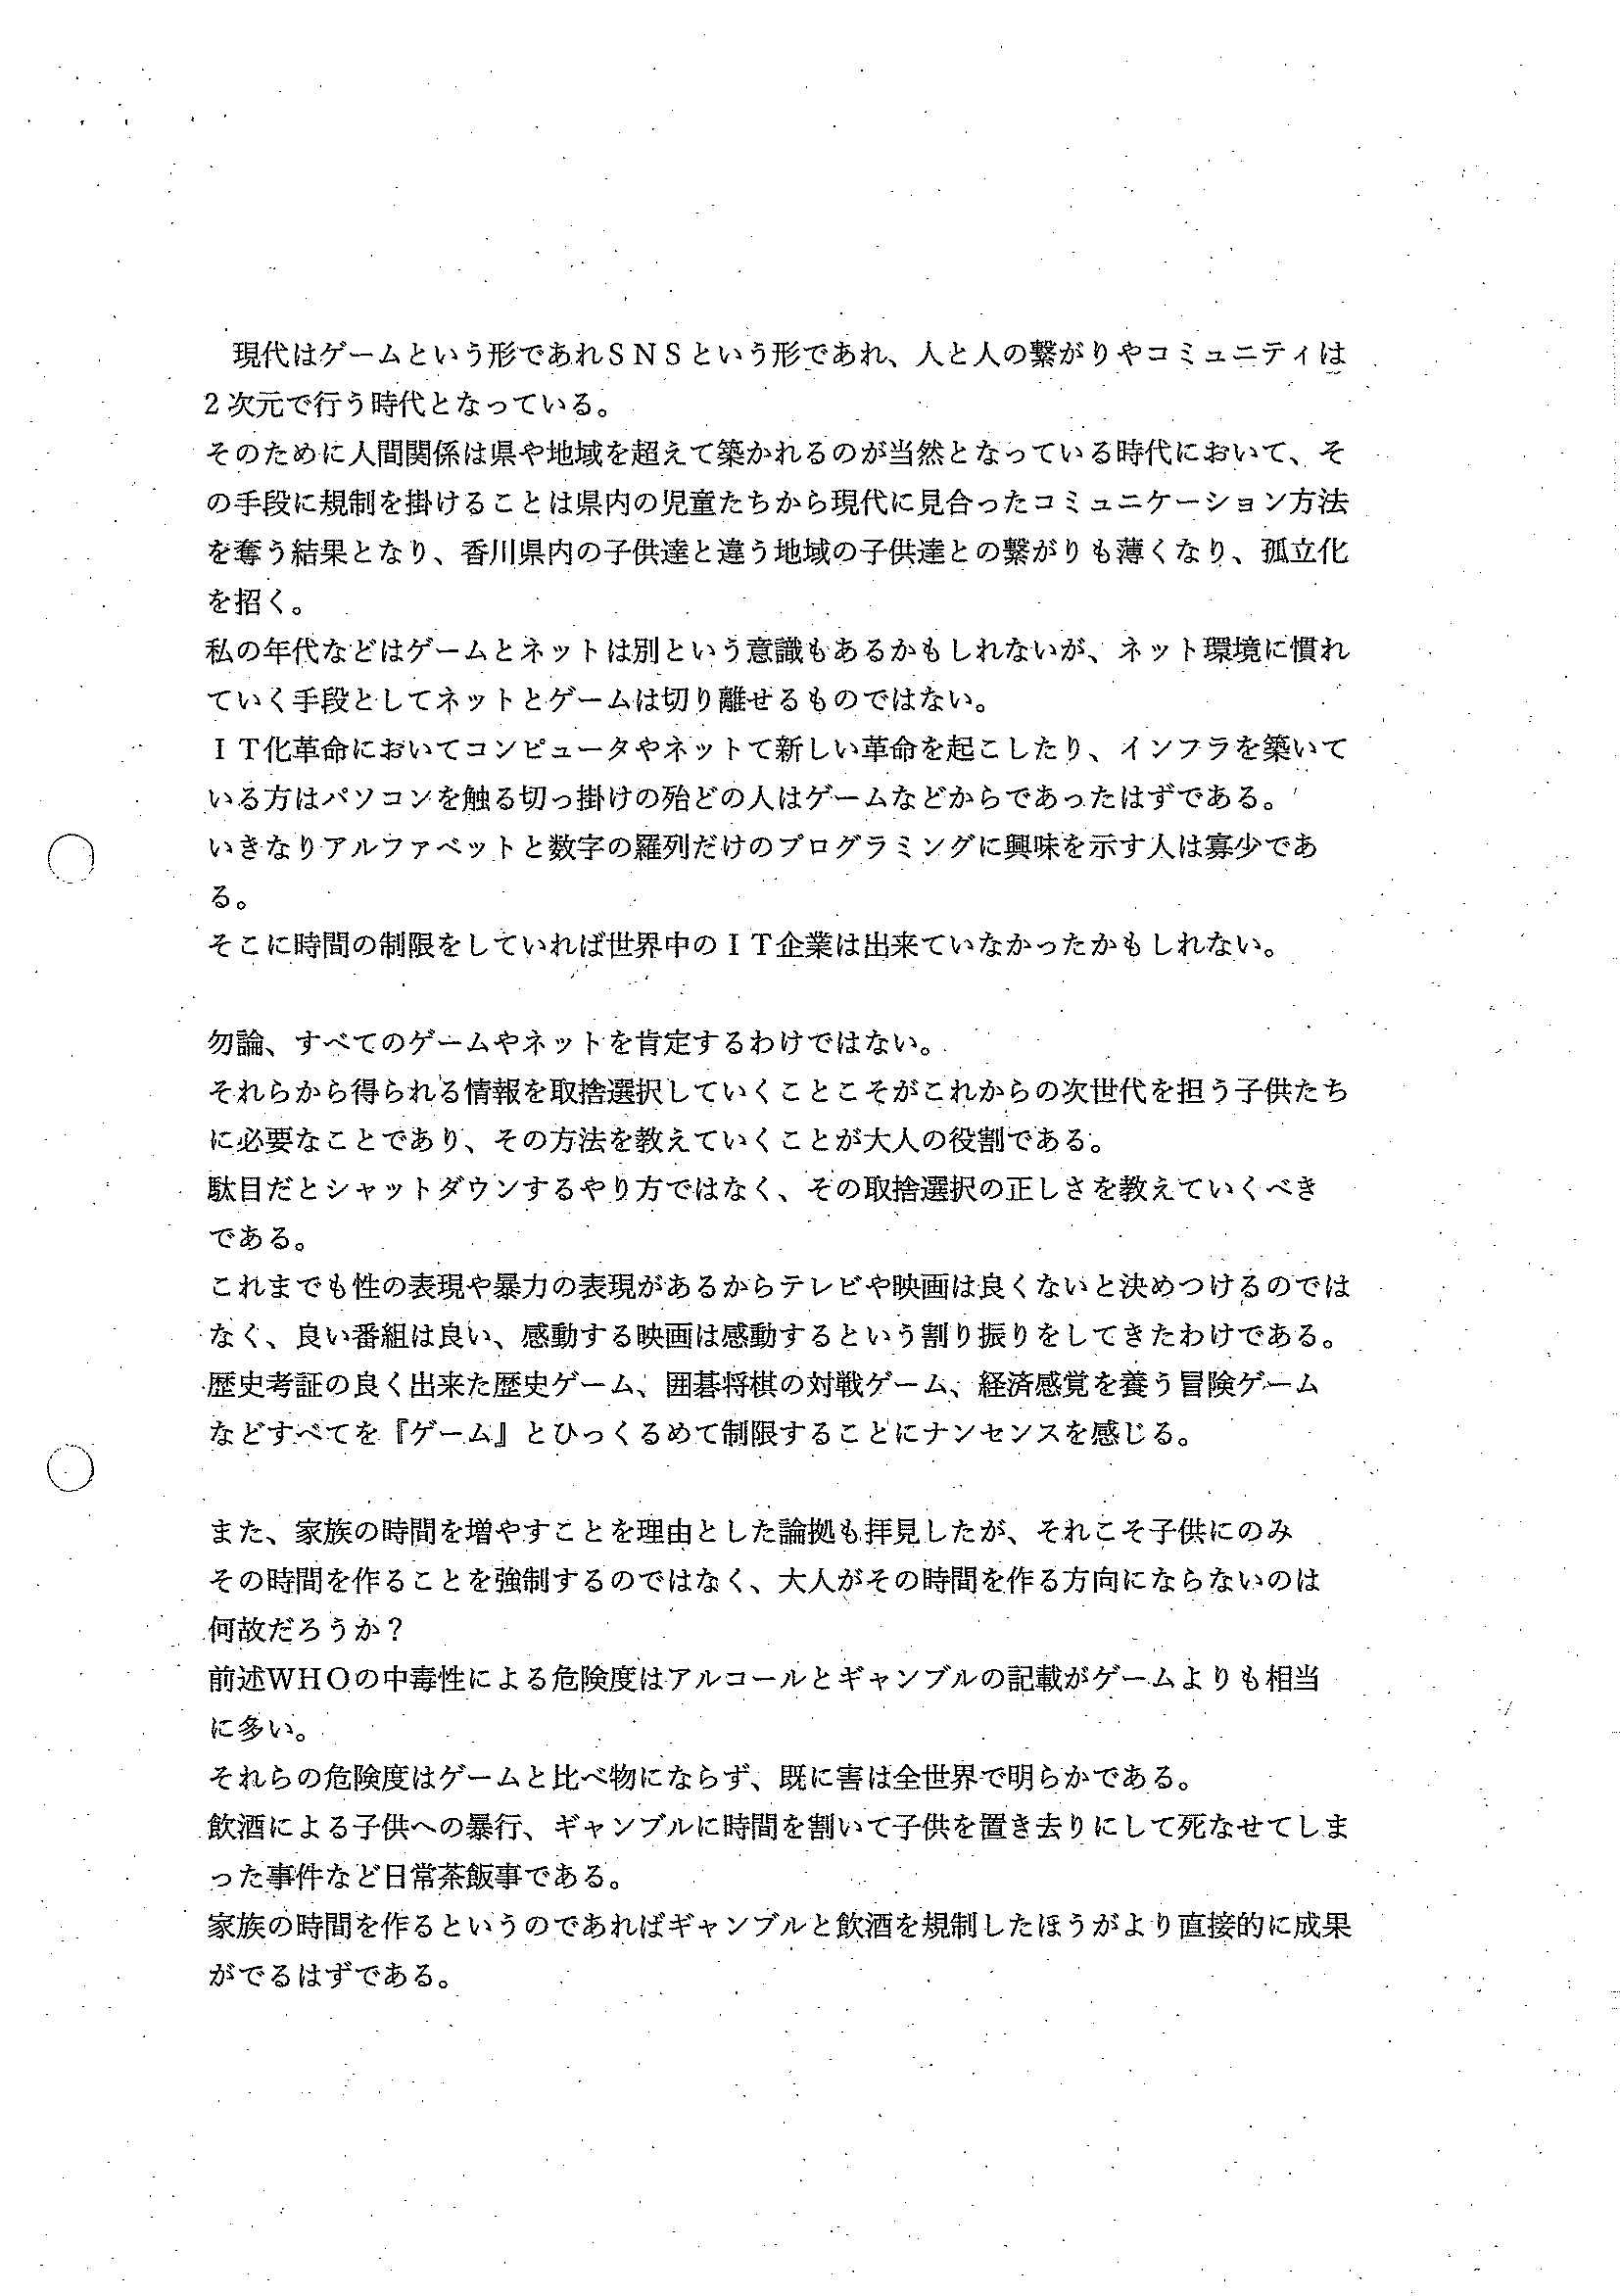 現代はゲームという形であれＳＮＳという形であれ、人と人の繋がりやコミュニティは
２次元で行う時代となっている。
そのために人間関係は県や地域を超えて築かれるのが当然となっている時代において、そ
の手段に規制を掛けることは県内の児童たちから現代に見合ったコミュニケーション方法
を奪う結果となり、香川県内の子供達と違う地域の子供達との繋がりも薄くなり、孤立化
を招く。
私の年代などはゲームとネットは別という意識もあるかもしれないが、ネット環境に慣れ
ていく手段としてネットとゲームは切り離せるものではない。
ＩＴ化革命においてコンピュータやネットて新しい革命を起こしたり、インフラを築いて
いる方はパソコンを触る切っ掛けの殆どの人はゲームなどからであったはずである。
いきなりアルファベットと数字の羅列だけのプログラミングに興味を示す人は寡少であ
る。
そこに時間の制限をしていれば世界中のＩＴ企業は出来ていなかったかもしれない。
勿論、すべてのゲームやネットを肯定するわけではない。
それらから得られる情報を取捨選択していくことこそがこれからの次世代を担う子供たち
に必要なことであり、その方法を教えていくことが大人の役割である。
駄目だとシャットダウンするやり方ではなく、その取捨選択の正しさを教えていくべき
である。
これまでも性の表現や暴力の表現があるからテレビや映画は良くないと決めつけるのでは
なく、良い番組は良い、感動する映画は感動するという割り振りをしてきたわけである。
歴史考証の良く出来た歴史ゲーム、囲碁将棋の対戦ゲーム、経済感覚を養う冒険ゲーム
などすべてを『ゲーム』とひっくるめて制限することにナンセンスを感じる。
また、家族の時間を増やすことを理由とした論拠も拝見したが、それこそ子供にのみ
その時間を作ることを強制するのではなく、大人がその時間を作る方向にならないのは
何故だろうか？
前述ＷＨＯの中毒性による危険度はアルコールとギャンブルの記載がゲームよりも相当
に多い。
それらの危険度はゲームと比べ物にならず、既に害は全世界で明らかである。
飲酒による子供への暴行、ギャンブルに時間を割いて子供を置き去りにして死なせてしま
った事件など日常茶飯事である。
家族の時間を作るというのであればギャンブルと飲酒を規制したほうがより直接的に成果
がでるはずである。